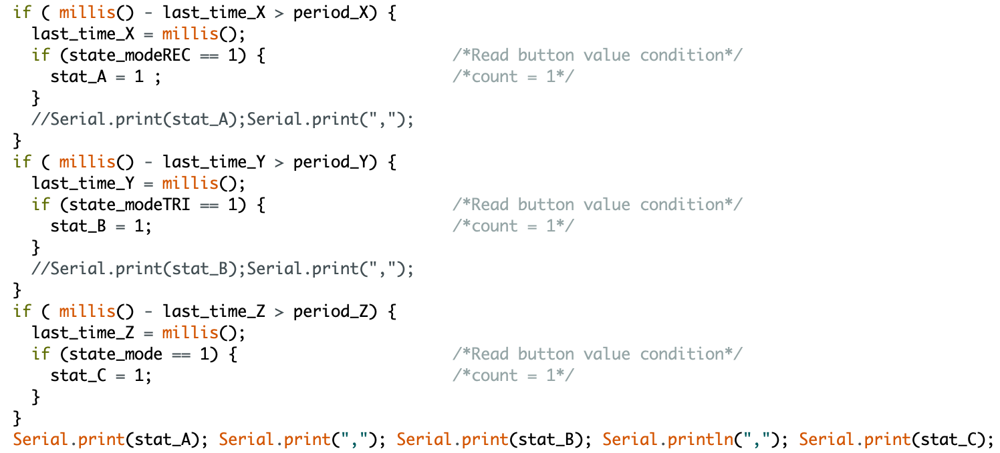 if ( millis() - last_time_X > period_X) {
  last_time_X = millis();
  if (state_modeREC == 1) {                    /*Read button value condition*/
    stat_A = 1 ;                               /*count = 1*/
  }
  //Serial.print(stat_A);Serial.print(",");
}
if ( millis() - last_time_Y > period_Y) {
  last_time_Y = millis();
  if (state_modeTRI == 1) {                    /*Read button value condition*/
    stat_B = 1;                                /*count = 1*/
  }
  //Serial.print(stat_B);Serial.print(",");
}
if ( millis() - last_time_Z > period_Z) {
  last_time_Z = millis();
  if (state_mode == 1) {                       /*Read button value condition*/
    stat_C = 1;                                /*count = 1*/
  }
}
Serial.print(stat_A); Serial.print(","); Serial.print(stat_B); Serial.println(","); Serial.print(stat_C);